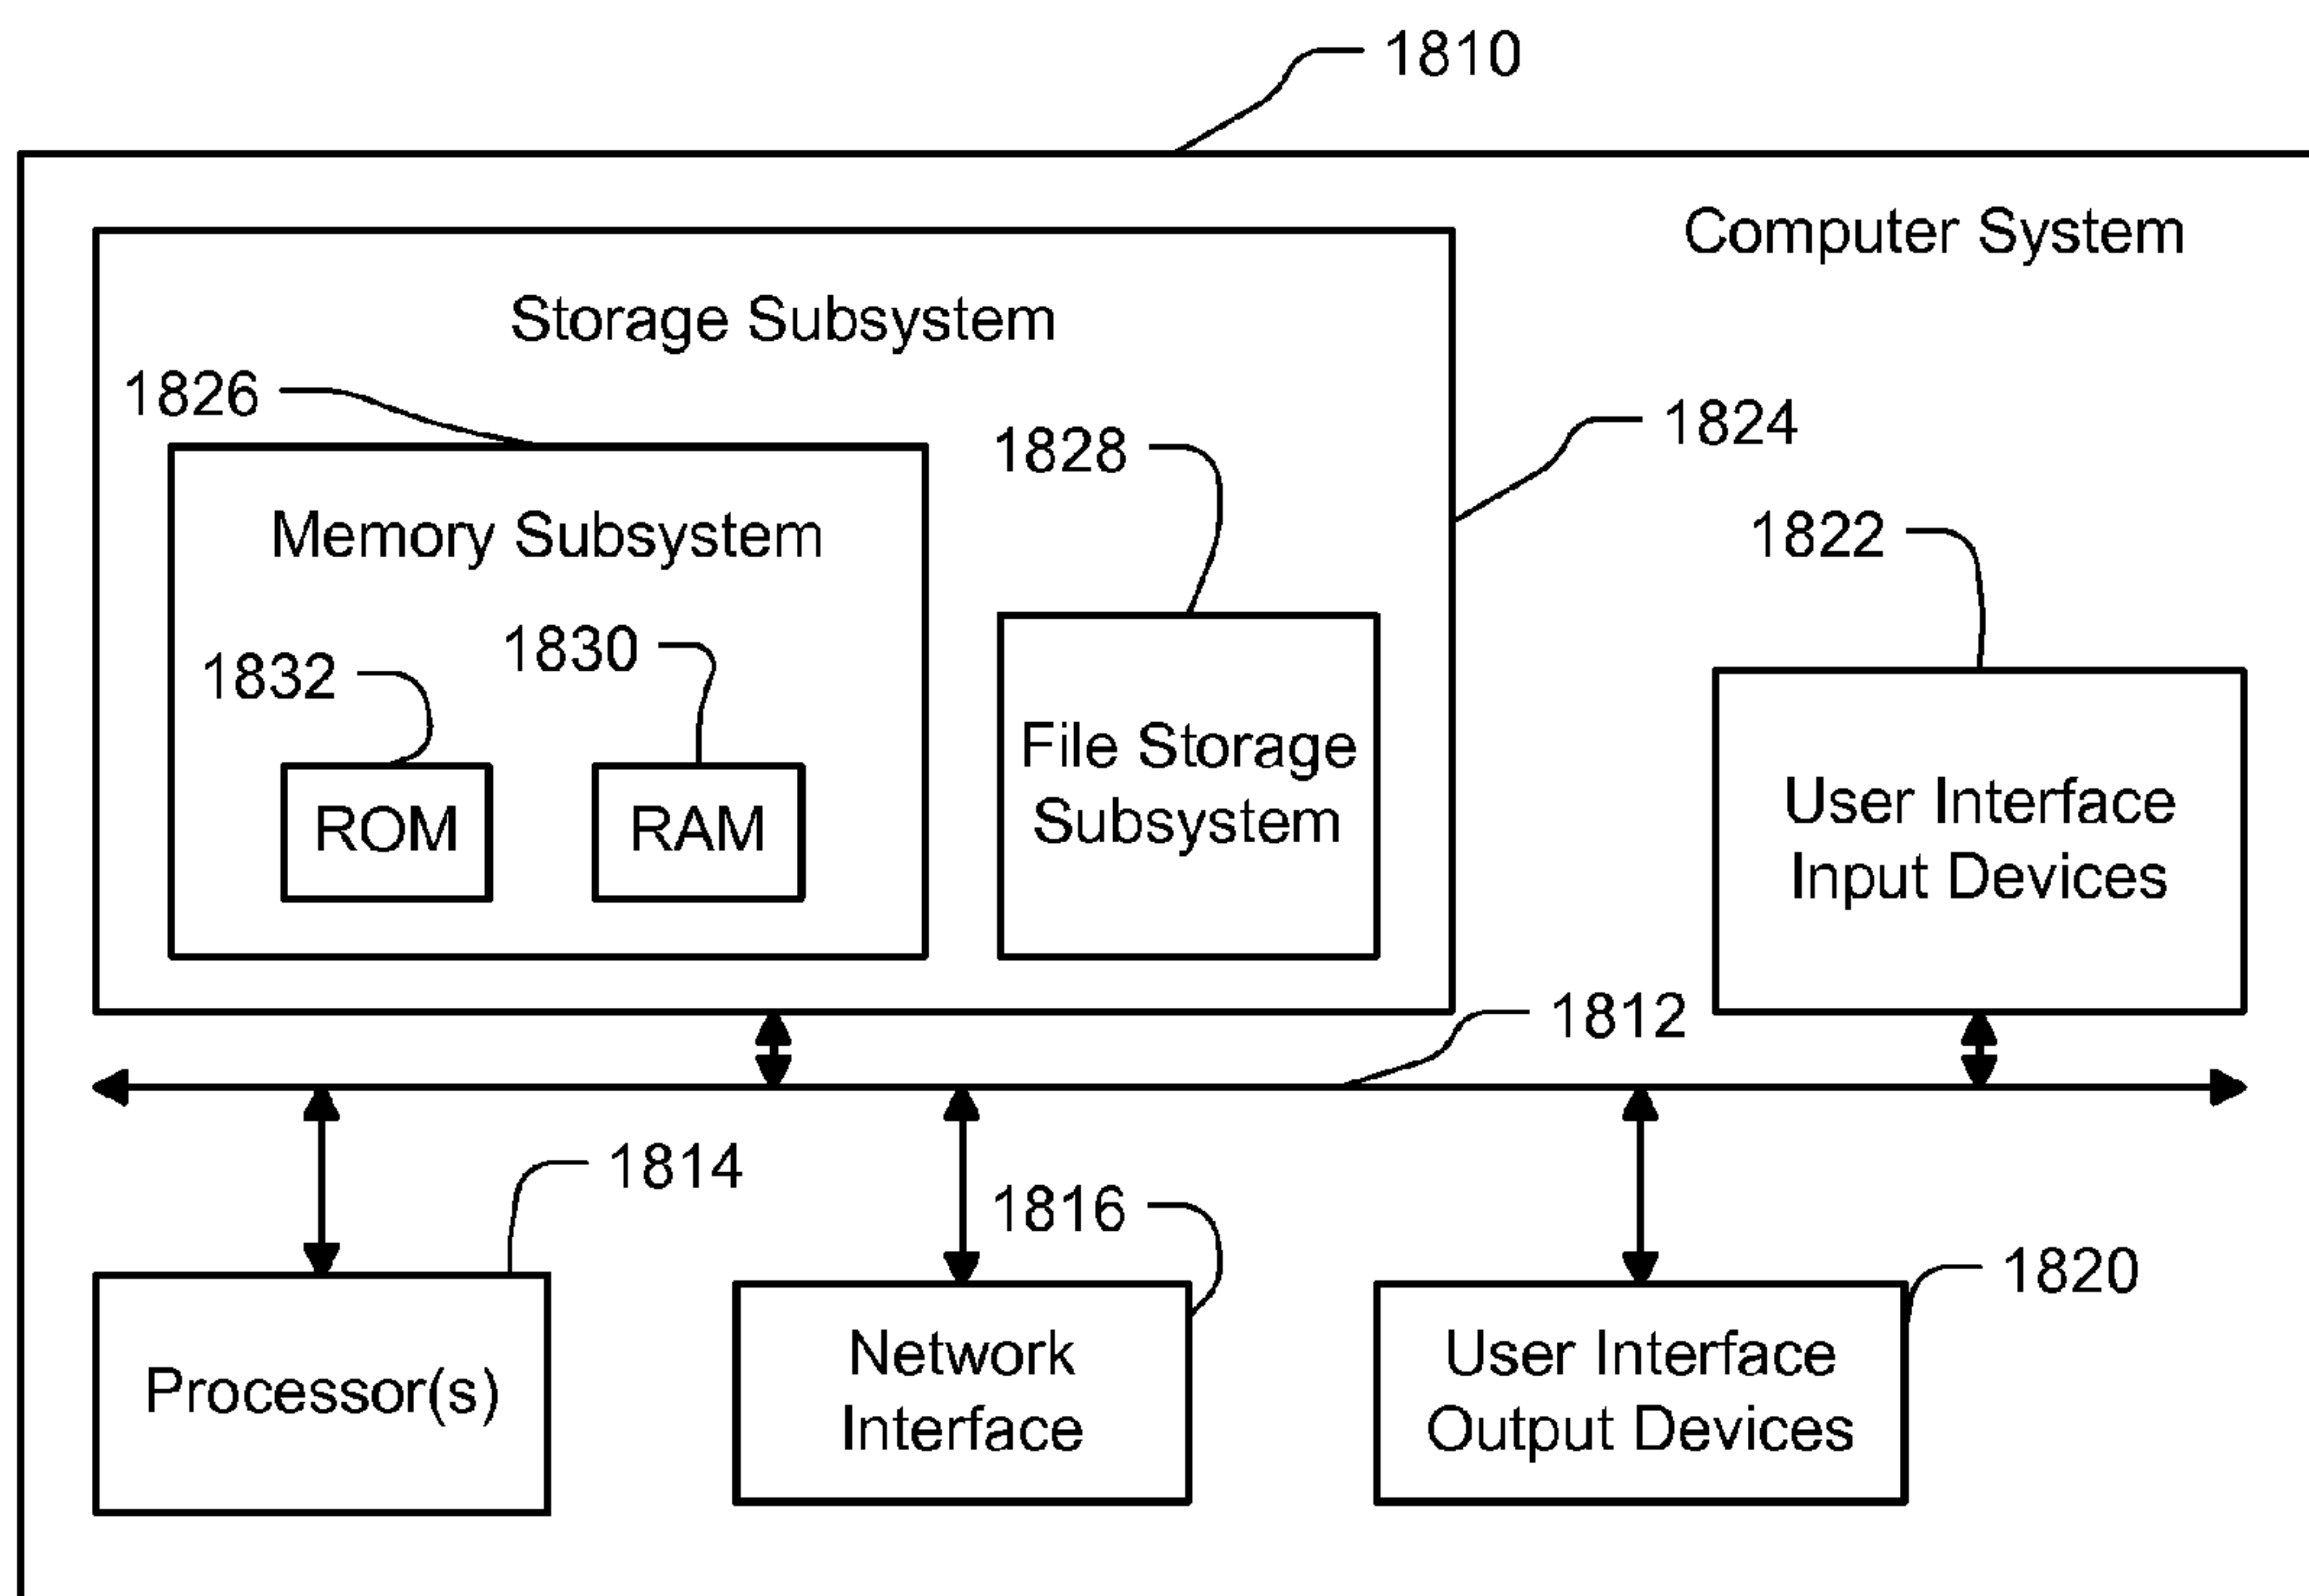 1810
Computer System
Storage Subsystem
1826
1824
1828
Memory Subsystem
1822
1832
1830
File Storage
Subsystem
ROM
RAM
User Interface
Input Devices
1812
1814
1816
1820
Processor(s)
Network
Interface
User Interface
Output Devices